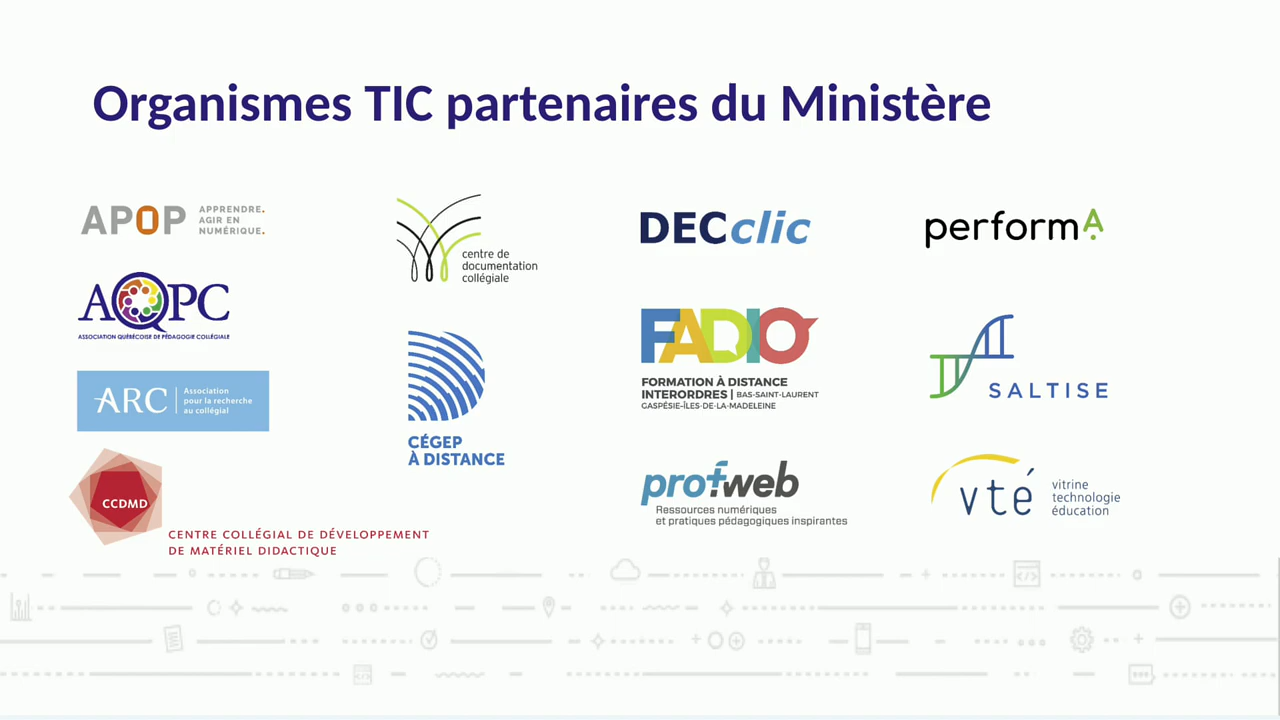 Organismes TIC partenaires du Ministère
APOP
APPRENDRE.
AGIR EN
NUMÉRIQUE.
AQPC
ASSOCIATION QUÉBÉCOISE DE PÉDAGOGIE COLLÉGIALE
ARC
Association
pour la recherche
au collégial
CCDMD
CENTRE COLLÉGIAL DE DÉVELOPPEMENT
DE MATÉRIEL DIDACTIQUE
centre de
documentation
collégiale
CÉGEP
À DISTANCE
DECclic
FADIO
FORMATION À DISTANCE
INTERORDRES | BAS-SAINT-LAURENT
GASPÉSIE–ÎLES-DE-LA-MADELEINE
profweb
Ressources numériques
et pratiques pédagogiques inspirantes
performA
SALTISE
vté
vitrine
technologie
éducation